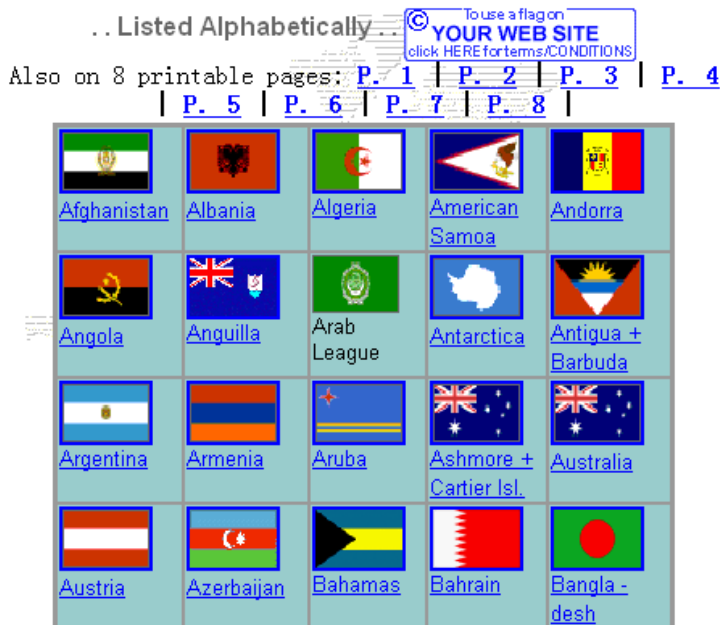 . . Listed Alphabetically . .
© To use a flag on
YOUR WEB SITE
click HERE for terms/CONDITIONS
Also on 8 printable pages: P. 1 | P. 2 | P. 3 | P. 4
| P. 5 | P. 6 | P. 7 | P. 8 |
Afghanistan
Albania
Algeria
American
Samoa
Andorra
Angola
Anguilla
Arab
League
Antarctica
Antigua +
Barbuda
Argentina
Armenia
Aruba
Ashmore +
Cartier Isl.
Australia
Austria
Azerbaijan
Bahamas
Bahrain
Bangla -
desh